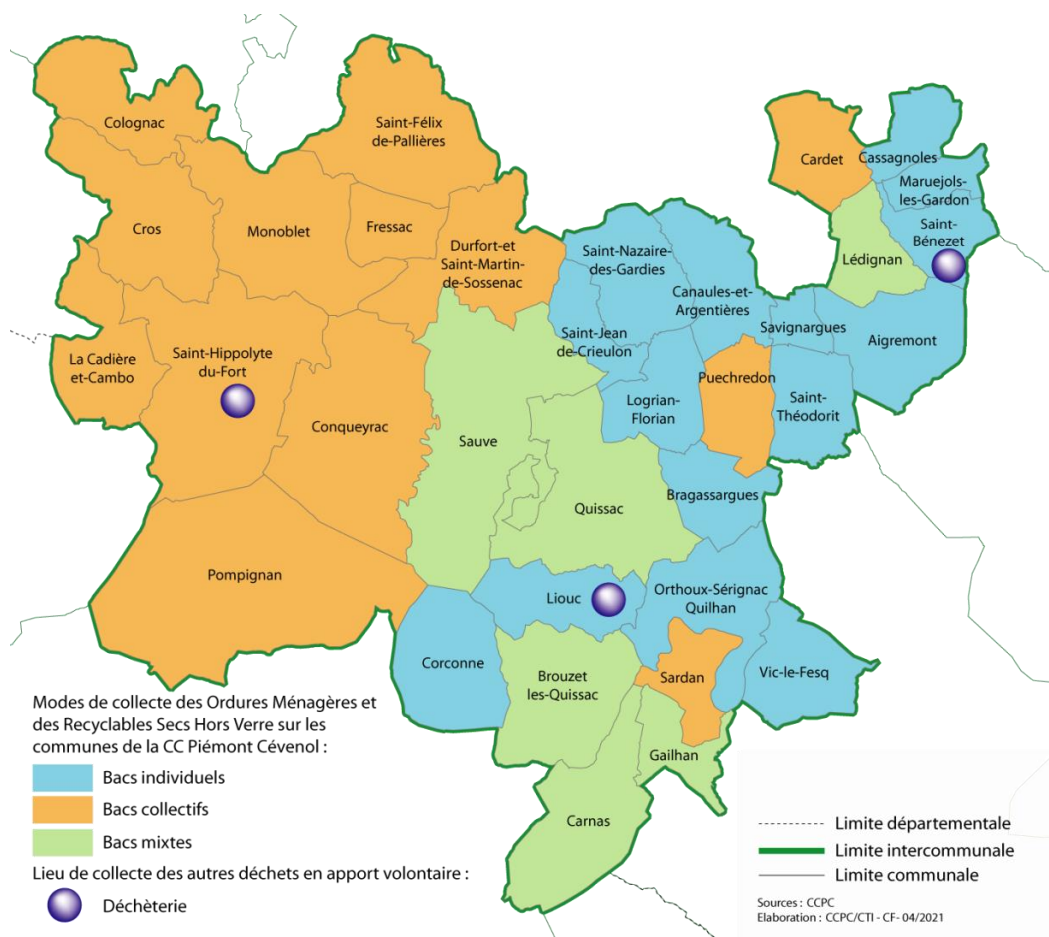 Colognac
Saint-Félix
de-Pallières
Cardet
Cassagnoles
Maruejols-
les-Gardon
Cros
Monoblet
Fressac
Durfort-et
Saint-Martin-
de-Sossenac
Saint-Nazaire-
des-Gardies
Saint-
Bénezet
Lédignan
Canaules-et-
Argentières
Savignargues
Aigremont
Saint-Jean
de-Crieulon
La Cadière
et-Cambo
Saint-Hippolyte
du-Fort
Puechredon
Logrian-
Florian
Saint-
Théodorit
Conqueyrac
Sauve
Bragassargues
Quissac
Pompignan
Liouc
Orthoux-Sérignac
Quilhan
Corconne
Brouzet
les-Quissac
Sardan
Vic-le-Fesq
Gailhan
Carnas
Modes de collecte des Ordures Ménagères et
des Recyclables Secs Hors Verre sur les
communes de la CC Piémont Cévenol :
Bacs individuels
Bacs collectifs
Bacs mixtes
Lieu de collecte des autres déchets en apport volontaire :
Déchèterie
Limite départementale
Limite intercommunale
Limite communale
Sources : CCPC
Elaboration : CCPC/CTI - CF- 04/2021